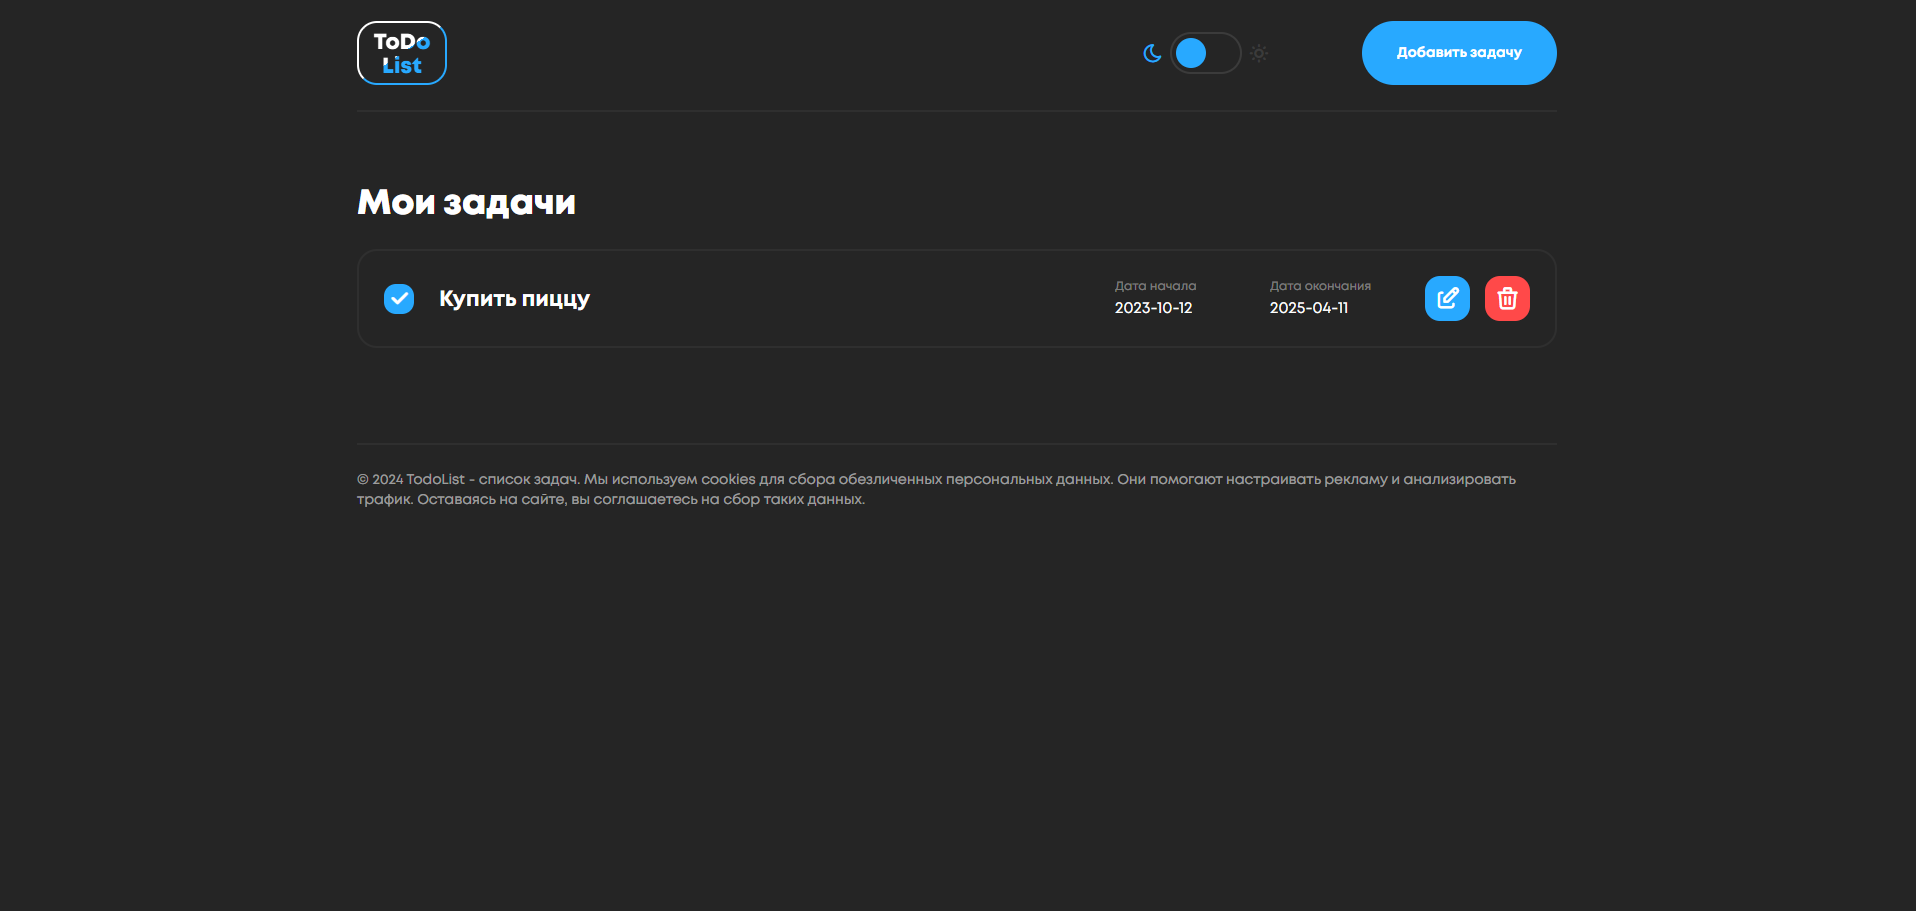 ToDo
List
Добавить задачу
Мои задачи
Купить пиццу
Дата начала
2023-10-12
Дата окончания
2025-04-11
© 2024 TodoList - список задач. Мы используем cookies для сбора обезличенных персональных данных. Они помогают настраивать рекламу и анализировать
трафик. Оставаясь на сайте, вы соглашаетесь на сбор таких данных.